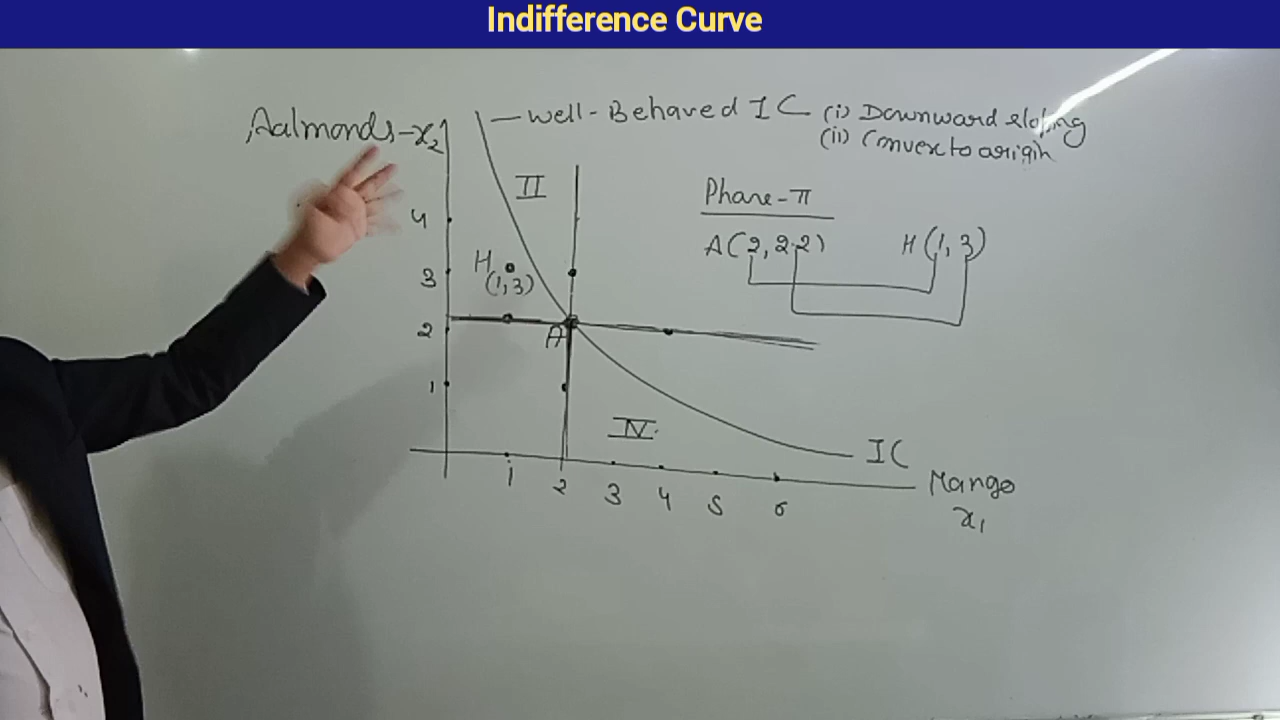 Indifference Curve
Aalmonds-x₂
Well-Behaved IC (i) Downward sloping
(ii) Convex to origin
II
Phase-II
A(2,2.2) H(1,3)
4
H
(1,3)
3
2
A
1
IV
IC
Mango
x₁
1 2 3 4 5 6